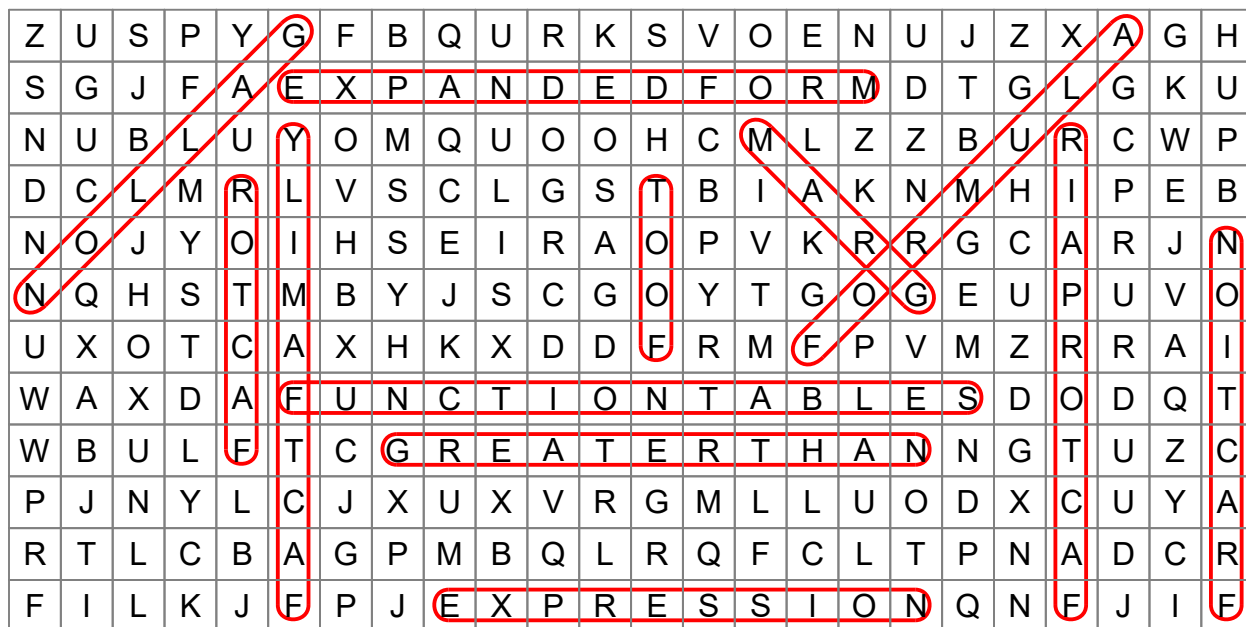 Z U S P Y G F B Q U R K S V O E N U J Z X A G H
S G J F A E X P A N D E D F O R M D T G L G K U
N U B L U Y O M Q U O O H C M L Z Z B U R C W P
D C L M R L V S C L G S T B I A K N M H I P E B
N O J Y O I H S E I R A O P V K R R G C A R J N
N Q H S T M B Y J S C G O Y T G O G E U P U V O
U X O T C A X H K X D D F R M F P V M Z R R A I
W A X D A F U N C T I O N T A B L E S D O D Q T
W B U L F T C G R E A T E R T H A N N G T U Z C
P J N Y L C J X U X V R G M L L U O D X C U Y A
R T L C B A G P M B Q L R Q F C L T P N A D C R
F I L K J F P J E X P R E S S I O N Q N F J I F